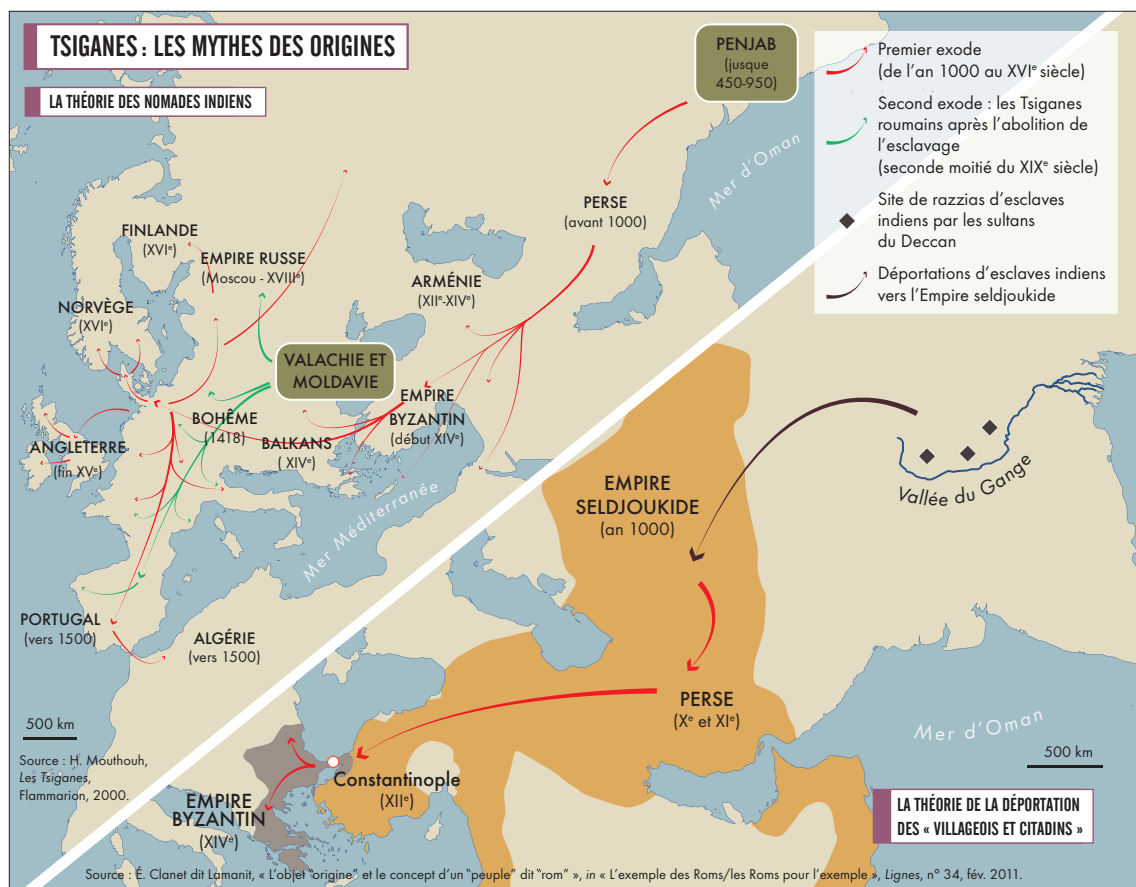 TSIGANES : LES MYTHES DES ORIGINES
LA THÉORIE DES NOMADES INDIENS
PENJAB
(jusque
450-950)
Premier exode
(de l'an 1000 au XVIe siècle)
Second exode : les Tsiganes
roumains après l'abolition de
l'esclavage
(seconde moitié du XIXe siècle)
Site de razzias d'esclaves
indiens par les sultans
du Deccan
Déportations d'esclaves indiens
vers l'Empire seldjoukide
Mer d'Oman
PERSE
(avant 1000)
FINLANDE
(XVIe)
EMPIRE RUSSE
(Moscou - XVIIIe)
ARMÉNIE
(XIIe-XIVe)
NORVÈGE
(XVIe)
VALACHIE ET
MOLDAVIE
EMPIRE
BYZANTIN
(début XIVe)
BOHÈME
(1418)
BALKANS
( XIVe)
ANGLETERRE
(fin XVe)
Mer Méditerranée
PORTUGAL
(vers 1500)
ALGÉRIE
(vers 1500)
500 km
Source : H. Mouthouh,
Les Tsiganes,
Flammarion, 2000.
Vallée du Gange
EMPIRE
SELDJOUKIDE
(an 1000)
PERSE
(Xe et XIe)
Mer d'Oman
500 km
Constantinople
(XIIe)
EMPIRE
BYZANTIN
(XIVe)
LA THÉORIE DE LA DÉPORTATION
DES « VILLAGEOIS ET CITADINS »
Source : É. Clanet dit Lamanit, « L'objet "origine" et le concept d'un "peuple" dit "rom" », in « L'exemple des Roms/les Roms pour l'exemple », Lignes, n° 34, fév. 2011.